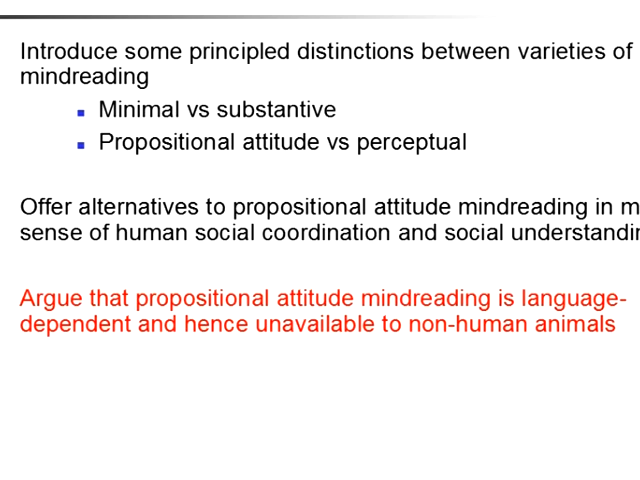 Introduce some principled distinctions between varieties of
mindreading
Minimal vs substantive
Propositional attitude vs perceptual
Offer alternatives to propositional attitude mindreading in
sense of human social coordination and social
Argue that propositional attitude mindreading is language-
dependent and hence unavailable to non-human animals